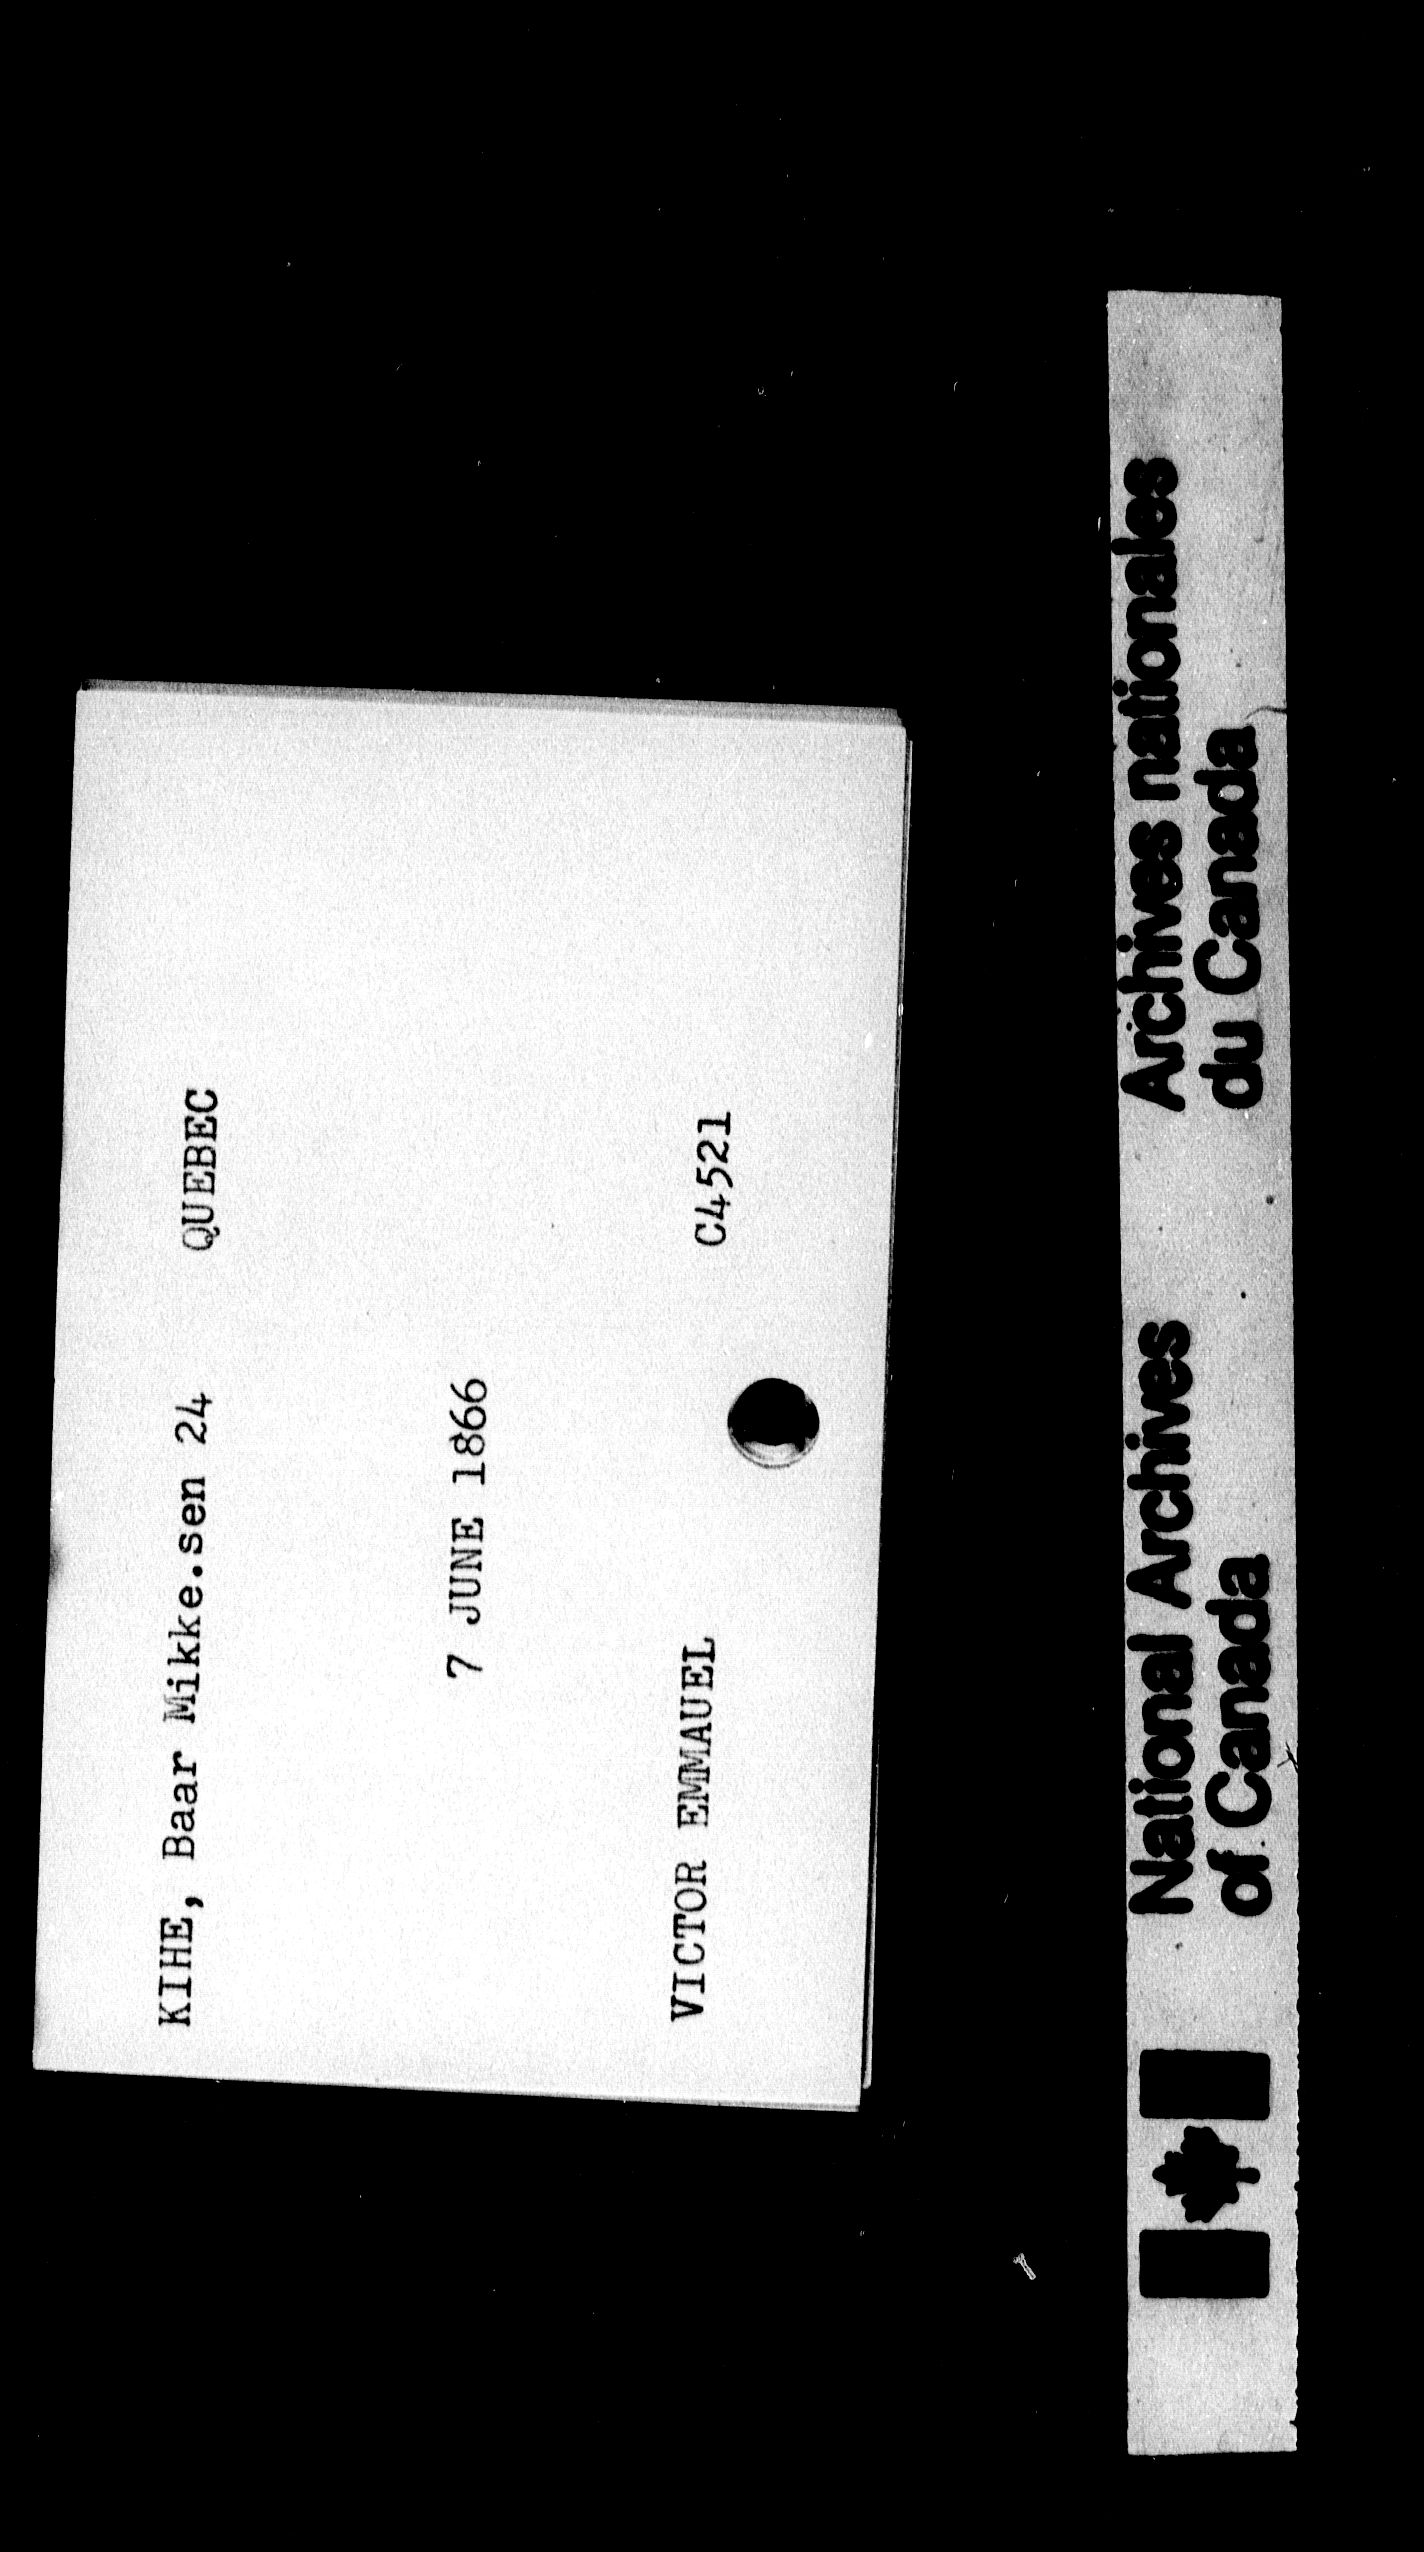 KIHE, Baar Mikke.sen 24 QUEBEC
7 JUNE 1866
VICTOR EMMAUEL C4521
National Archives
of Canada
Archives nationales
du Canada